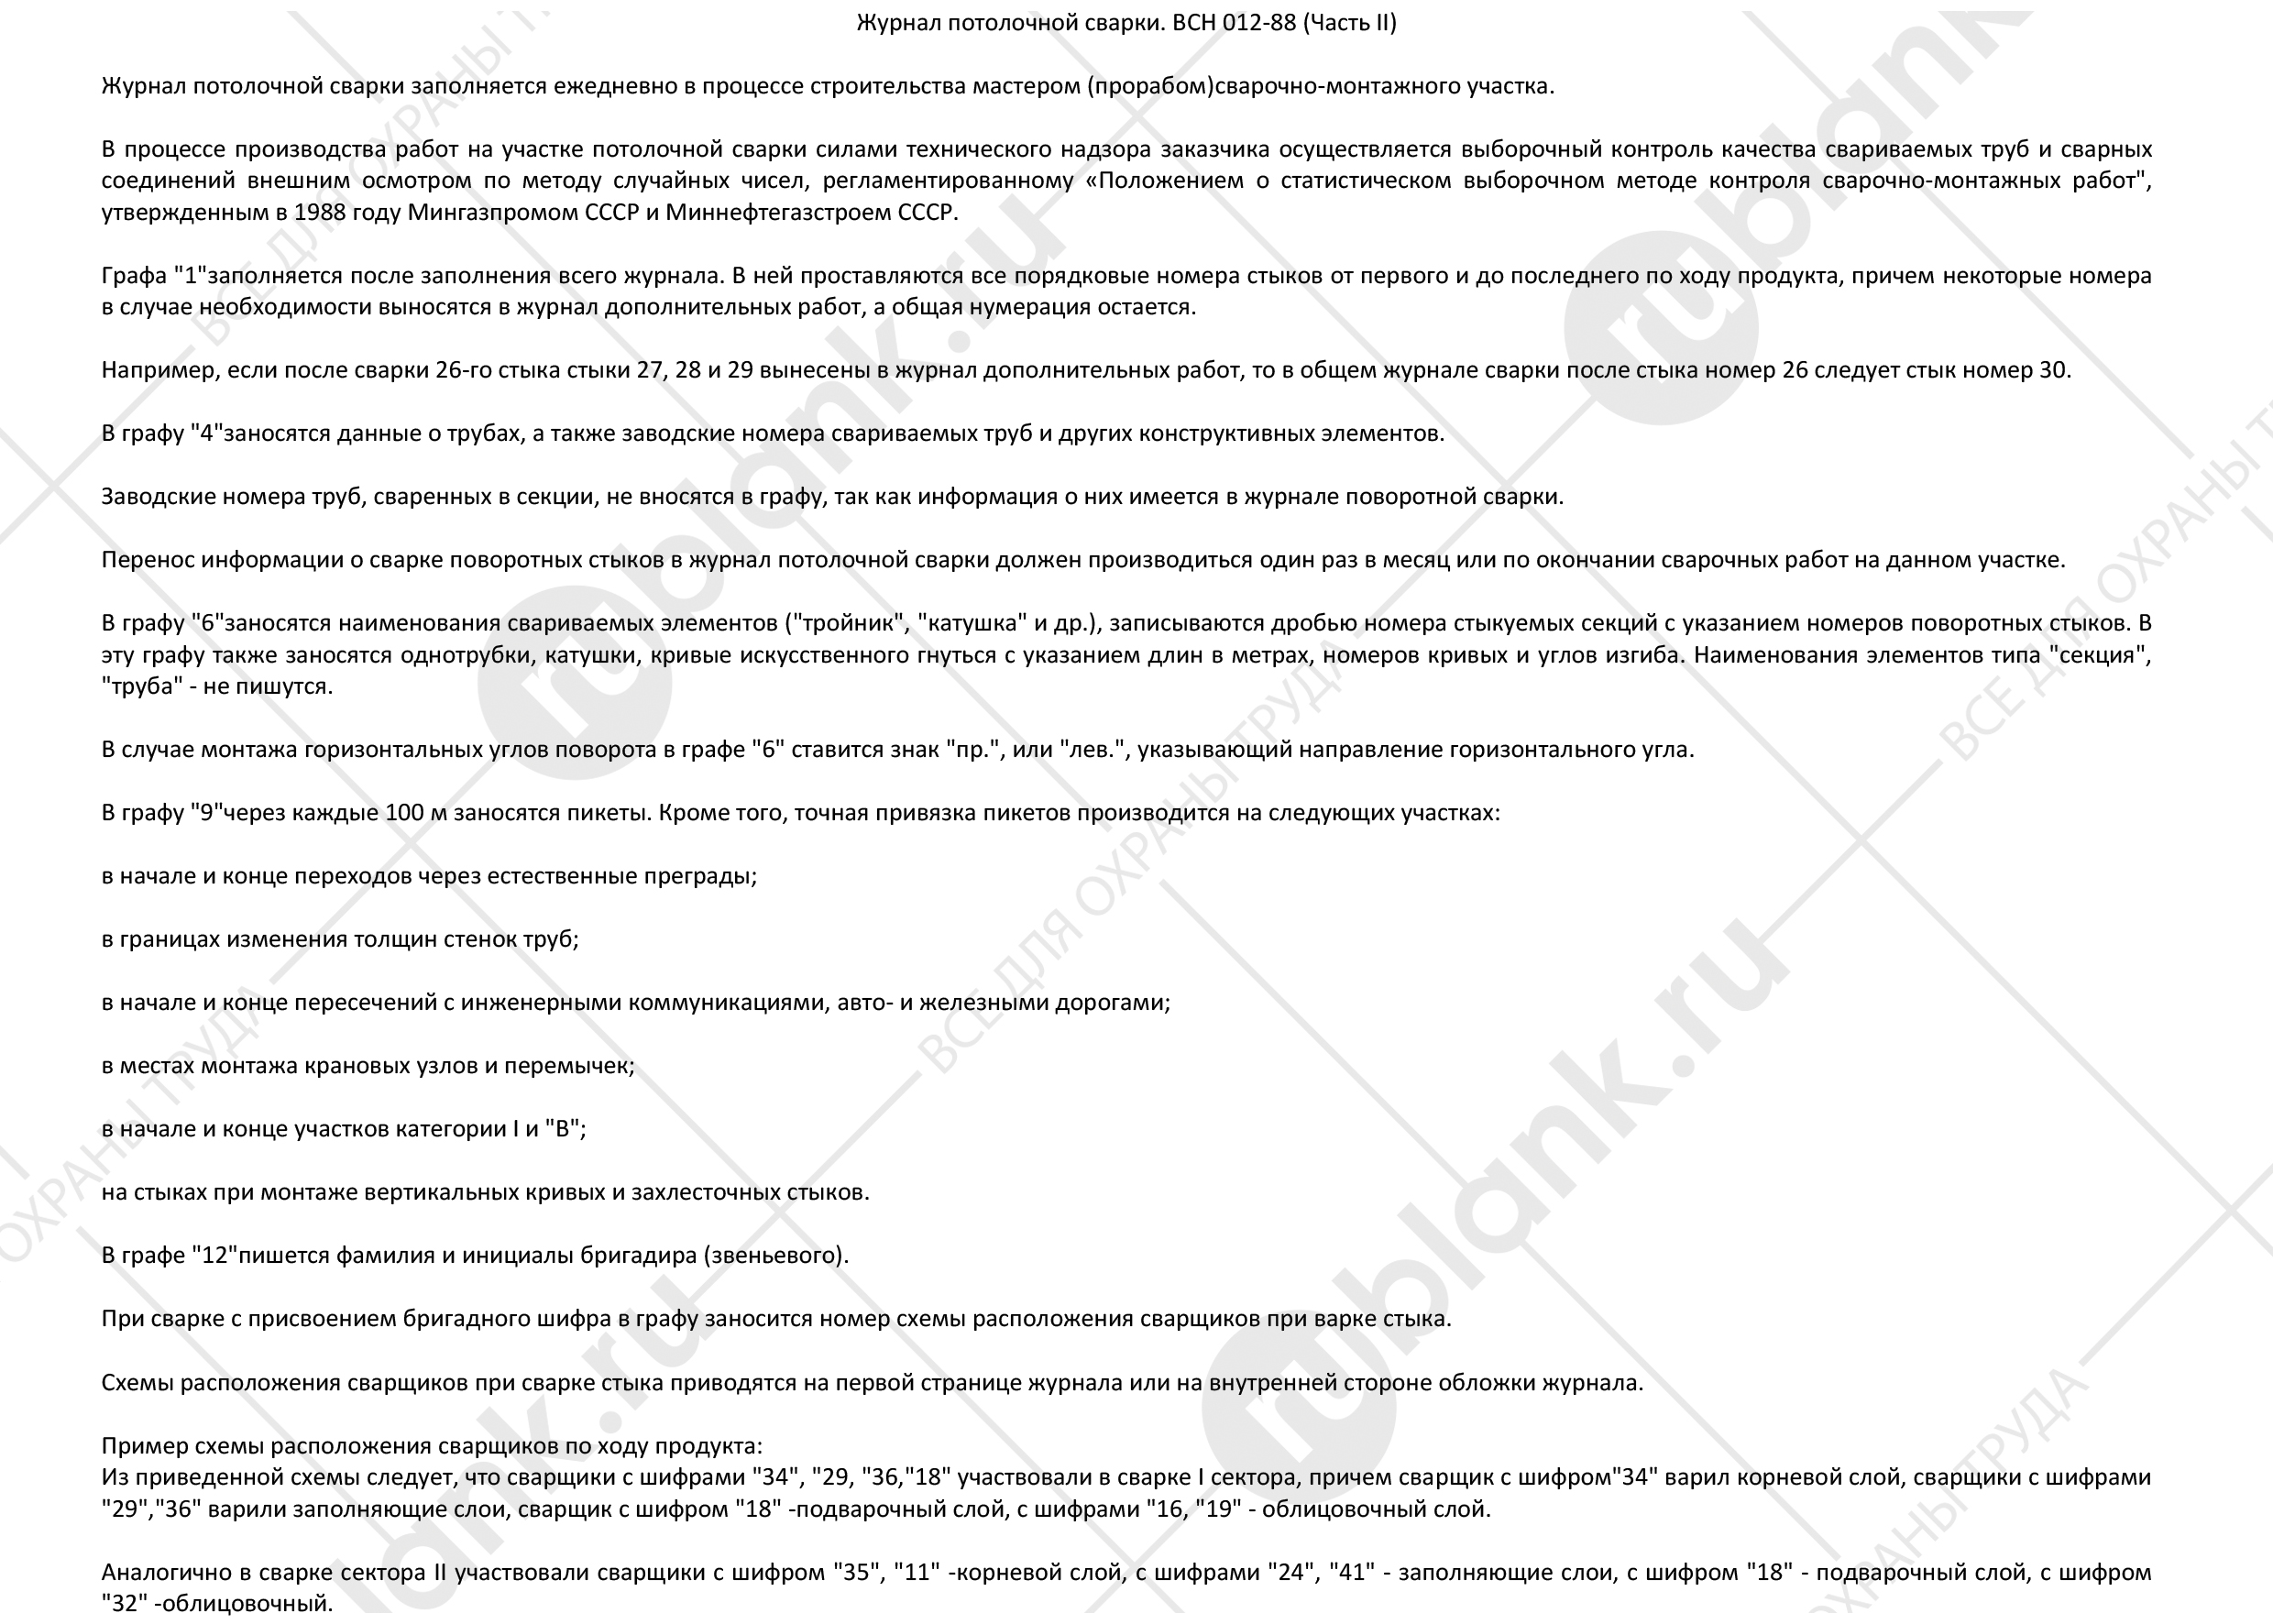 Журнал потолочной сварки. ВСН 012-88 (Часть II)
Журнал потолочной сварки заполняется ежедневно в процессе строительства мастером (прорабом)сварочно-монтажного участка.
В процессе производства работ на участке потолочной сварки силами технического надзора заказчика осуществляется выборочный контроль качества свариваемых труб и сварных
соединений внешним осмотром по методу случайных чисел, регламентированному «Положением о статистическом выборочном методе контроля сварочно-монтажных работ",
утвержденным в 1988 году Мингазпромом СССР и Миннефтегазстроем СССР.
Графа "1"заполняется после заполнения всего журнала. В ней проставляются все порядковые номера стыков от первого и до последнего по ходу продукта, причем некоторые номера
в случае необходимости выносятся в журнал дополнительных работ, а общая нумерация остается.
Например, если после сварки 26-го стыка стыки 27, 28 и 29 вынесены в журнал дополнительных работ, то в общем журнале сварки после стыка номер 26 следует стык номер 30.
В графу "4"заносятся данные о трубах, а также заводские номера свариваемых труб и других конструктивных элементов.
Заводские номера труб, сваренных в секции, не вносятся в графу, так как информация о них имеется в журнале поворотной сварки.
Перенос информации о сварке поворотных стыков в журнал потолочной сварки должен производиться один раз в месяц или по окончании сварочных работ на данном участке.
В графу "6"заносятся наименования свариваемых элементов ("тройник", "катушка" и др.), записываются дробью номера стыкуемых секций с указанием номеров поворотных стыков. В
эту графу также заносятся однотрубки, катушки, кривые искусственного гнуться с указанием длин в метрах, номеров кривых и углов изгиба. Наименования элементов типа "секция",
"труба" - не пишутся.
В случае монтажа горизонтальных углов поворота в графе "6" ставится знак "пр.", или "лев.", указывающий направление горизонтального угла.
В графу "9"через каждые 100 м заносятся пикеты. Кроме того, точная привязка пикетов производится на следующих участках:
в начале и конце переходов через естественные преграды;
в границах изменения толщин стенок труб;
в начале и конце пересечений с инженерными коммуникациями, авто- и железными дорогами;
в местах монтажа крановых узлов и перемычек;
в начале и конце участков категории I и "В";
на стыках при монтаже вертикальных кривых и захлесточных стыков.
В графе "12"пишется фамилия и инициалы бригадира (звеньевого).
При сварке с присвоением бригадного шифра в графу заносится номер схемы расположения сварщиков при варке стыка.
Схемы расположения сварщиков при сварке стыка приводятся на первой странице журнала или на внутренней стороне обложки журнала.
Пример схемы расположения сварщиков по ходу продукта:
Из приведенной схемы следует, что сварщики с шифрами "34", "29, "36,"18" участвовали в сварке I сектора, причем сварщик с шифром"34" варил корневой слой, сварщики с шифрами
"29","36" варили заполняющие слои, сварщик с шифром "18" -подварочный слой, с шифрами "16, "19" - облицовочный слой.
Аналогично в сварке сектора II участвовали сварщики с шифром "35", "11" -корневой слой, с шифрами "24", "41" - заполняющие слои, с шифром "18" - подварочный слой, с шифром
"32" -облицовочный.